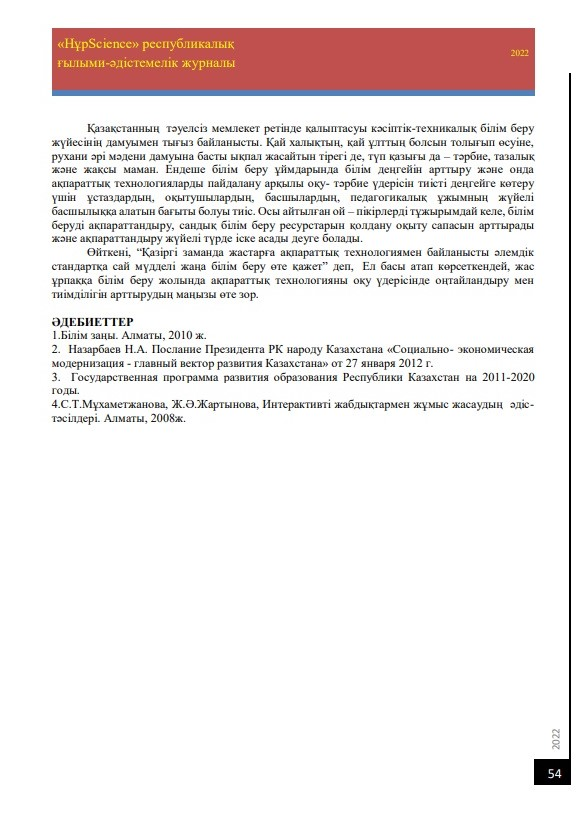 «НұрScience» республикалық
ғылыми-әдістемелік журналы
2022
Қазақстанның тәуелсіз мемлекет ретінде қалыптасуы кәсіптік-техникалық білім беру
жүйесінің дамуымен тығыз байланысты. Қай халықтың, қай ұлттың болсын толығып өсуіне,
рухани әрі мәдени дамуына басты ықпал жасайтын тірегі де, түп қазығы да – тәрбие, тазалық
және жақсы маман. Ендеше білім беру ұймдарында білім деңгейін арттыру және онда
ақпараттық технологияларды пайдалану арқылы оқу- тәрбие үдерісін тиісті деңгейге көтеру
үшін ұстаздардың, оқытушылардың, басшылардың, педагогикалық ұжымның жүйелі
басшылыққа алатын бағыты болуы тиіс. Осы айтылған ой – пікірлерді тұжырымдай келе, білім
беруді ақпараттандыру, сандық білім беру ресурстарын қолдану оқыту сапасын арттырады
және ақпараттандыру жүйелі түрде іске асады деуге болады.
Өйткені, “Қазіргі заманда жастарға ақпараттық технологиямен байланысты әлемдік
стандартқа сай мүдделі жаңа білім беру өте қажет” деп, Ел басы атап көрсеткендей, жас
ұрпаққа білім беру жолында ақпараттық технологияны оқу үдерісінде оңтайландыру мен
тиімділігін арттырудың маңызы өте зор.
ӘДЕБИЕТТЕР
1.Білім заңы. Алматы, 2010 ж.
2. Назарбаев Н.А. Послание Президента РК народу Казахстана «Социально- экономическая
модернизация - главный вектор развития Казахстана» от 27 января 2012 г.
3. Государственная программа развития образования Республики Казахстан на 2011-2020
годы.
4.С.Т.Мұхаметжанова, Ж.Ә.Жартынова, Интерактивті жабдықтармен жұмыс жасаудың әдіс-
тәсілдері. Алматы, 2008ж.
2022
54